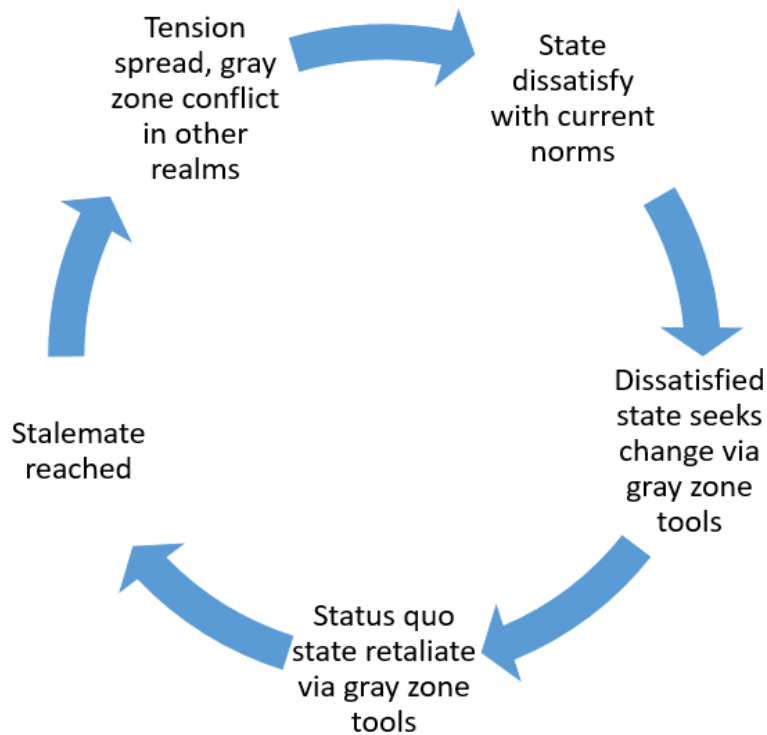 Tension
spread, gray
zone conflict
in other
realms
State
dissatisfy
with current
norms
Dissatisfied
state seeks
change via
gray zone
tools
Status quo
state retaliate
via gray zone
tools
Stalemate
reached